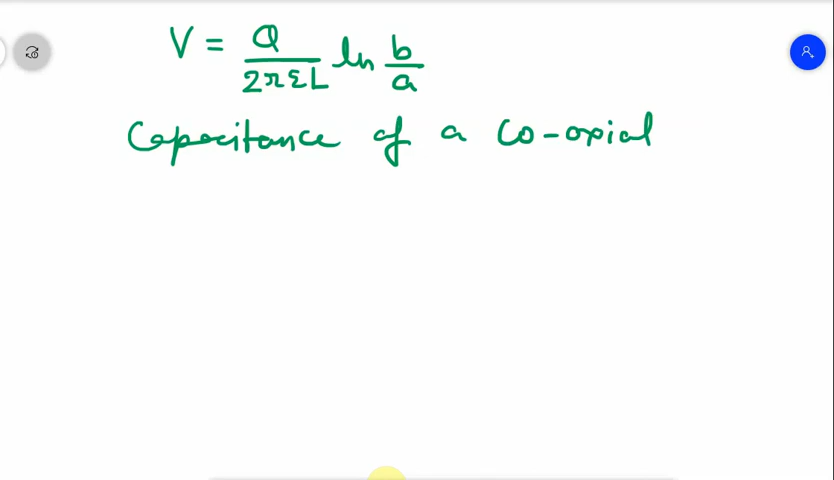 V = Q / 2πεL ln b/a
Capacitance of a co-axial